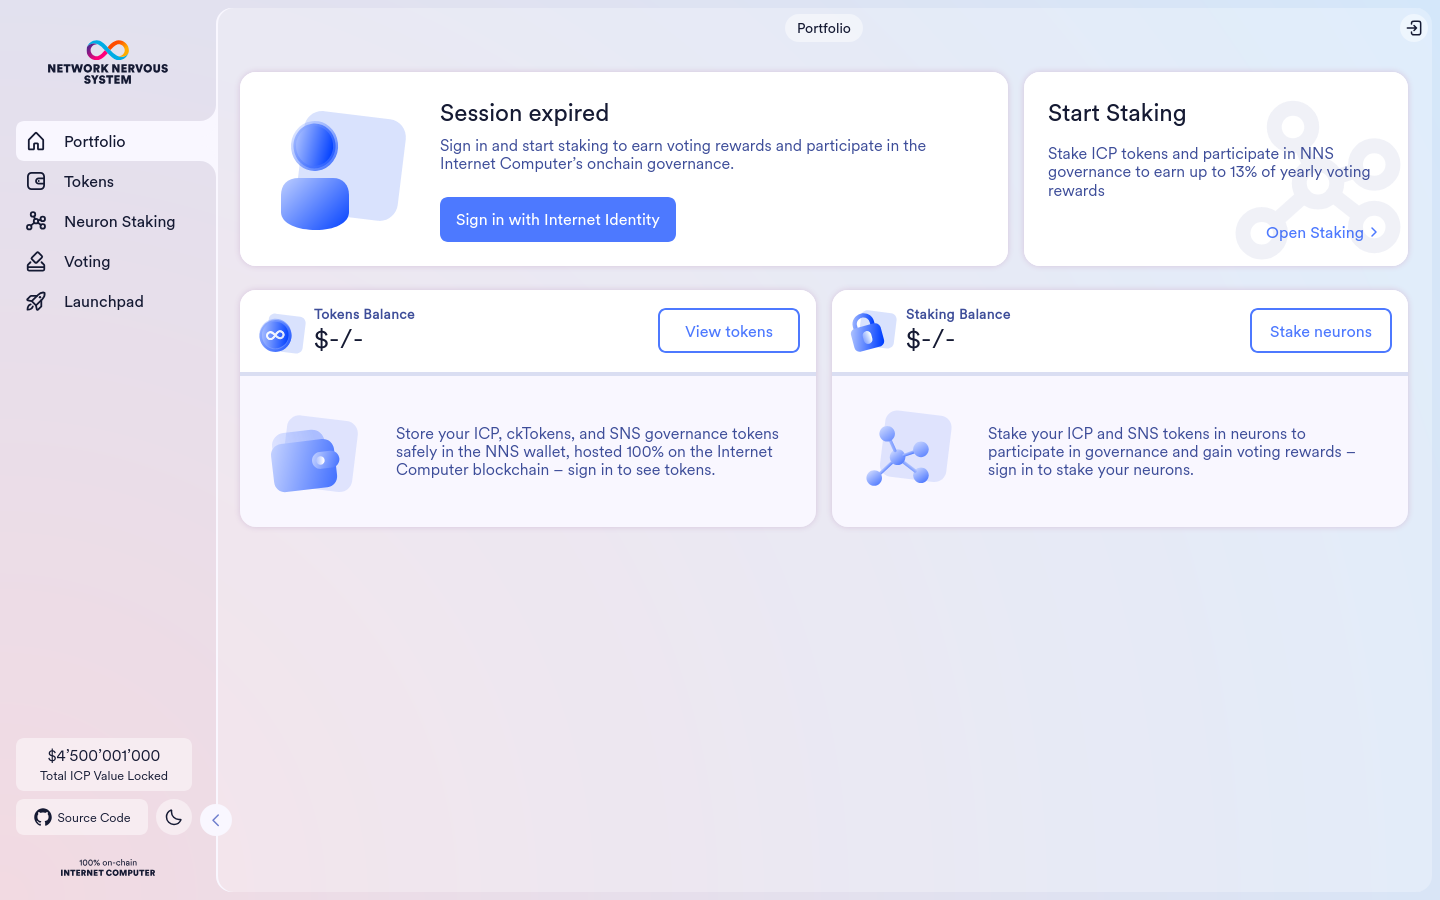 NETWORK NERVOUS
SYSTEM
Portfolio
Tokens
Neuron Staking
Voting
Launchpad
$4’500’001’000
Total ICP Value Locked
Source Code
100% on-chain
INTERNET COMPUTER
Portfolio
Session expired
Sign in and start staking to earn voting rewards and participate in the
Internet Computer’s onchain governance.
Sign in with Internet Identity
Start Staking
Stake ICP tokens and participate in NNS
governance to earn up to 13% of yearly voting
rewards
Open Staking
Tokens Balance
$-/-
View tokens
Store your ICP, ckTokens, and SNS governance tokens
safely in the NNS wallet, hosted 100% on the Internet
Computer blockchain – sign in to see tokens.
Staking Balance
$-/-
Stake neurons
Stake your ICP and SNS tokens in neurons to
participate in governance and gain voting rewards –
sign in to stake your neurons.